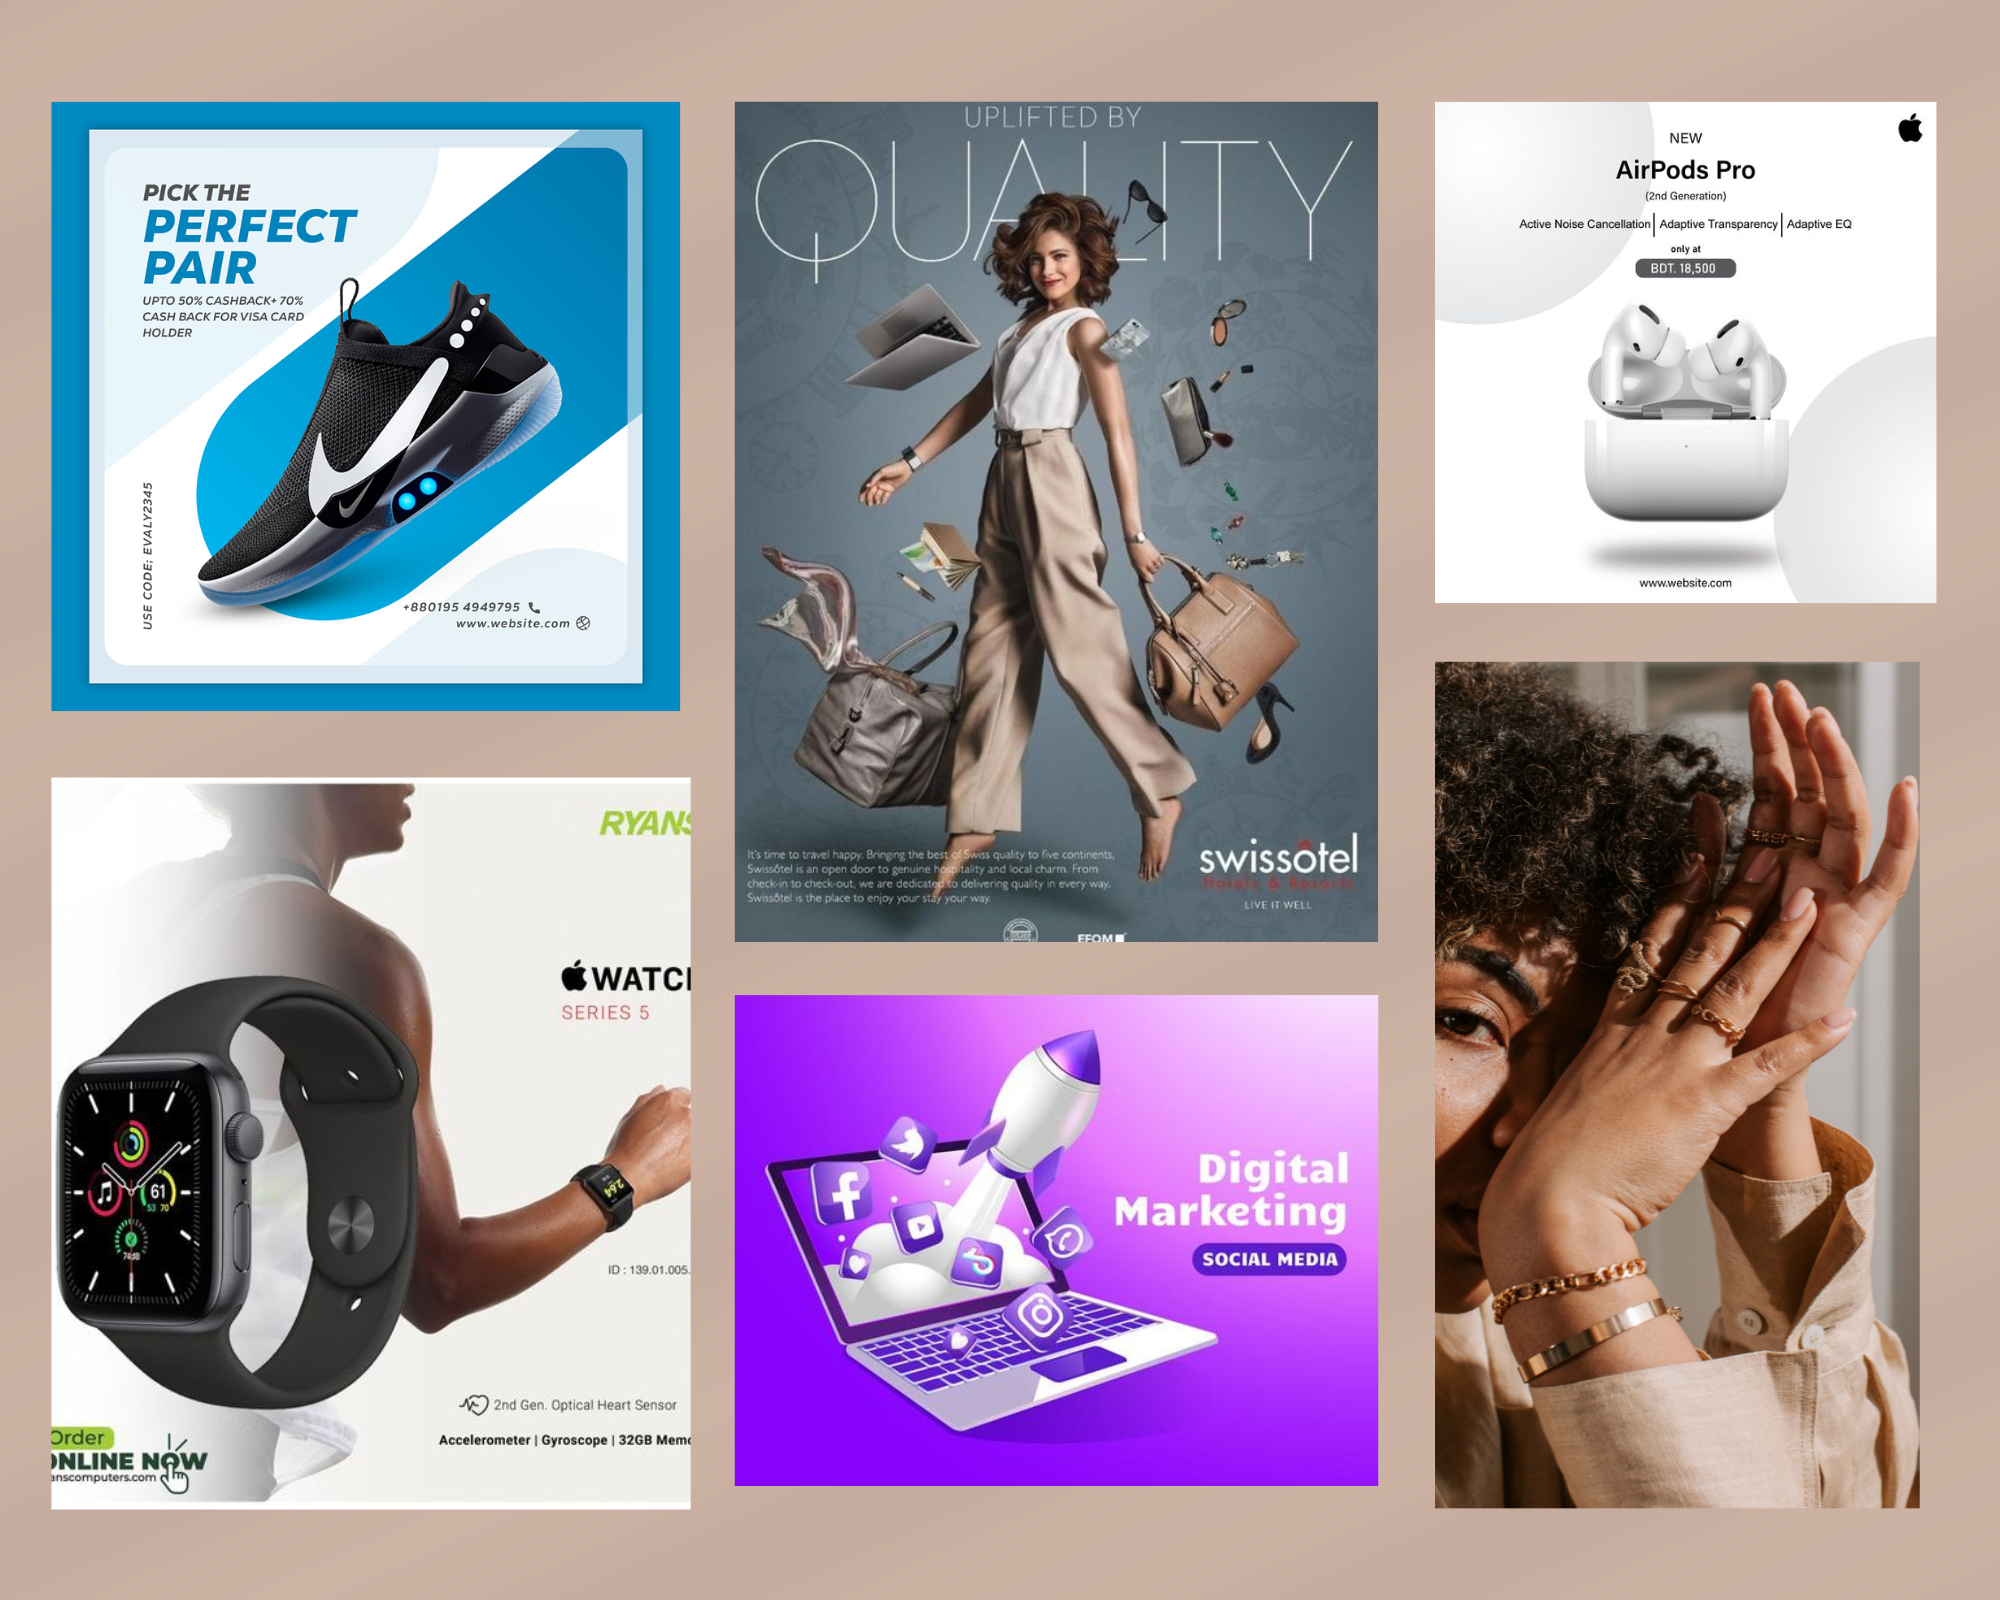 PICK THE
PERFECT
PAIR
UPTO 50% CASHBACK+ 70%
CASH BACK FOR VISA CARD
HOLDER
USE CODE; EVALY2345
+880195 4949795
www.website.com
UPLIFTED BY
QUALITY
It's time to travel happy. Bringing the best of Swiss quality to five continents,
Swissôtel is an open door to genuine hospitality and local charm. From
check-in to check-out, we are dedicated to delivering quality in every way.
Swissôtel is the place to enjoy your stay your way.
swissôtel
Hotels & Resorts
LIVE IT WELL
NEW
AirPods Pro
(2nd Generation)
Active Noise Cancellation | Adaptive Transparency | Adaptive EQ
only at
BDT. 18,500
www.website.com
RYANS
WATCH
SERIES 5
61
53 70
ID : 139.01.005.
2nd Gen. Optical Heart Sensor
Accelerometer | Gyroscope | 32GB Memo
Order
ONLINE NOW
anscomputers.com
Digital
Marketing
SOCIAL MEDIA